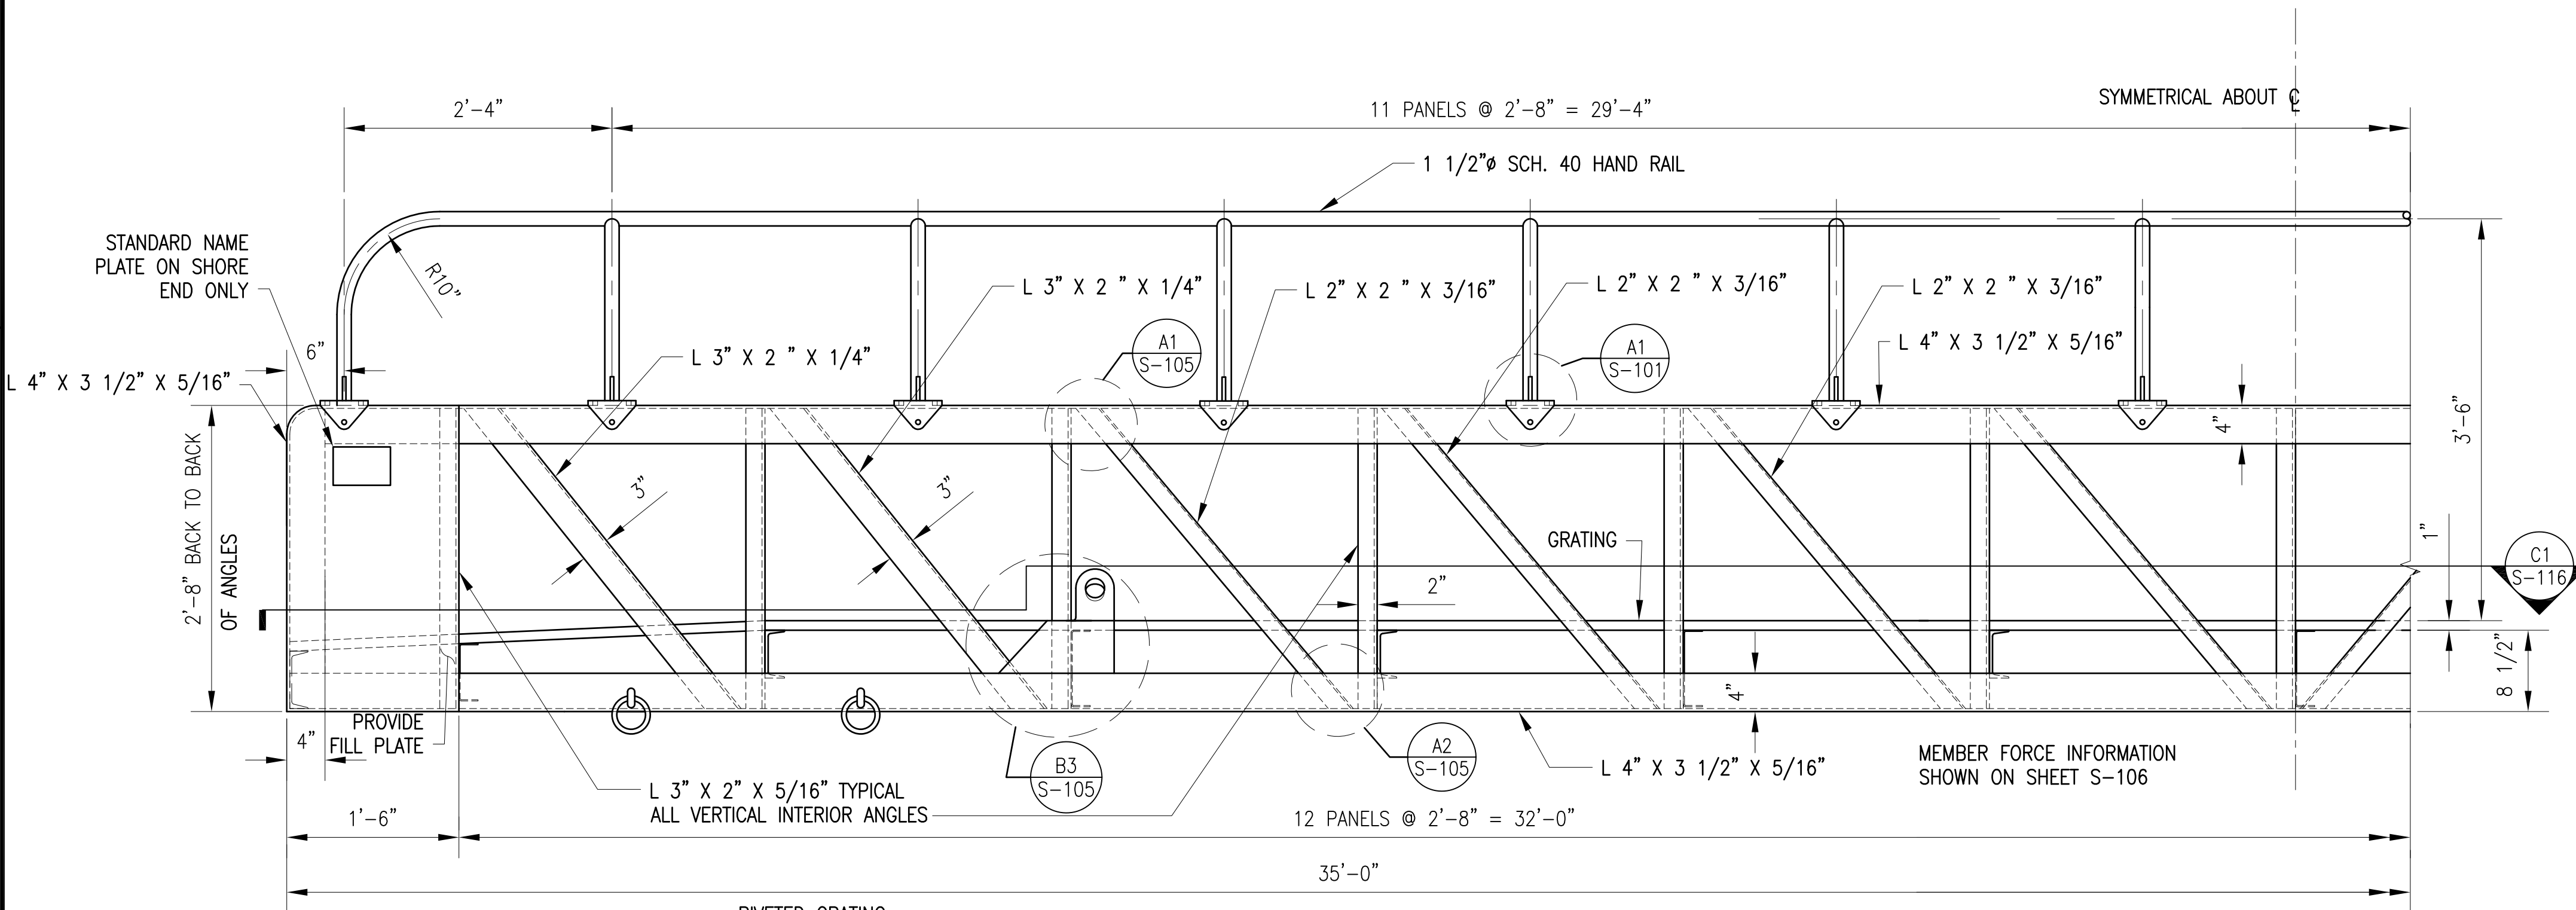 2'-4"
11 PANELS @ 2'-8" = 29'-4"
SYMMETRICAL ABOUT ℄
1 1/2"ø SCH. 40 HAND RAIL
STANDARD NAME
PLATE ON SHORE
END ONLY
R10"
L 3" X 2 " X 1/4"
L 2" X 2 " X 3/16"
L 2" X 2 " X 3/16"
L 2" X 2 " X 3/16"
6"
L 3" X 2 " X 1/4"
A1
S-105
A1
S-101
L 4" X 3 1/2" X 5/16"
L 4" X 3 1/2" X 5/16"
4"
3'-6"
2'-8" BACK TO BACK
OF ANGLES
3"
3"
GRATING
2"
1"
C1
S-116
8 1/2"
4"
PROVIDE
FILL PLATE
4"
B3
S-105
A2
S-105
L 4" X 3 1/2" X 5/16"
MEMBER FORCE INFORMATION
SHOWN ON SHEET S-106
L 3" X 2" X 5/16" TYPICAL
ALL VERTICAL INTERIOR ANGLES
1'-6"
12 PANELS @ 2'-8" = 32'-0"
35'-0"